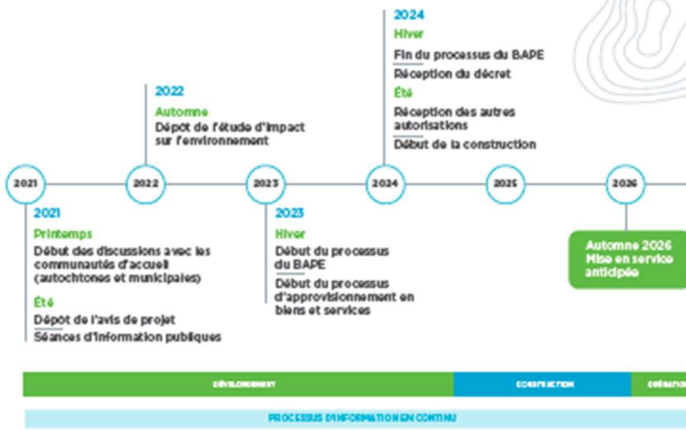 2024
Hiver
Fin du processus du BAPE
Réception du décret
Été
Réception des autres
autorisations
Début de la construction
2022
Automne
Dépôt de l'étude d'impact
sur l'environnement
2021
2022
2023
2024
2025
2026
2021
Printemps
Début des discussions avec les
communautés d'accueil
(autochtones et municipales)
Été
Dépôt de l'avis de projet
Séances d'information publiques
2023
Hiver
Début du processus
du BAPE
Début du processus
d'approvisionnement en
biens et services
Automne 2026
Mise en service
anticipée
DÉVELOPPEMENT
CONSTRUCTION
OPÉRATION
PROCESSUS D'INFORMATION EN CONTINU